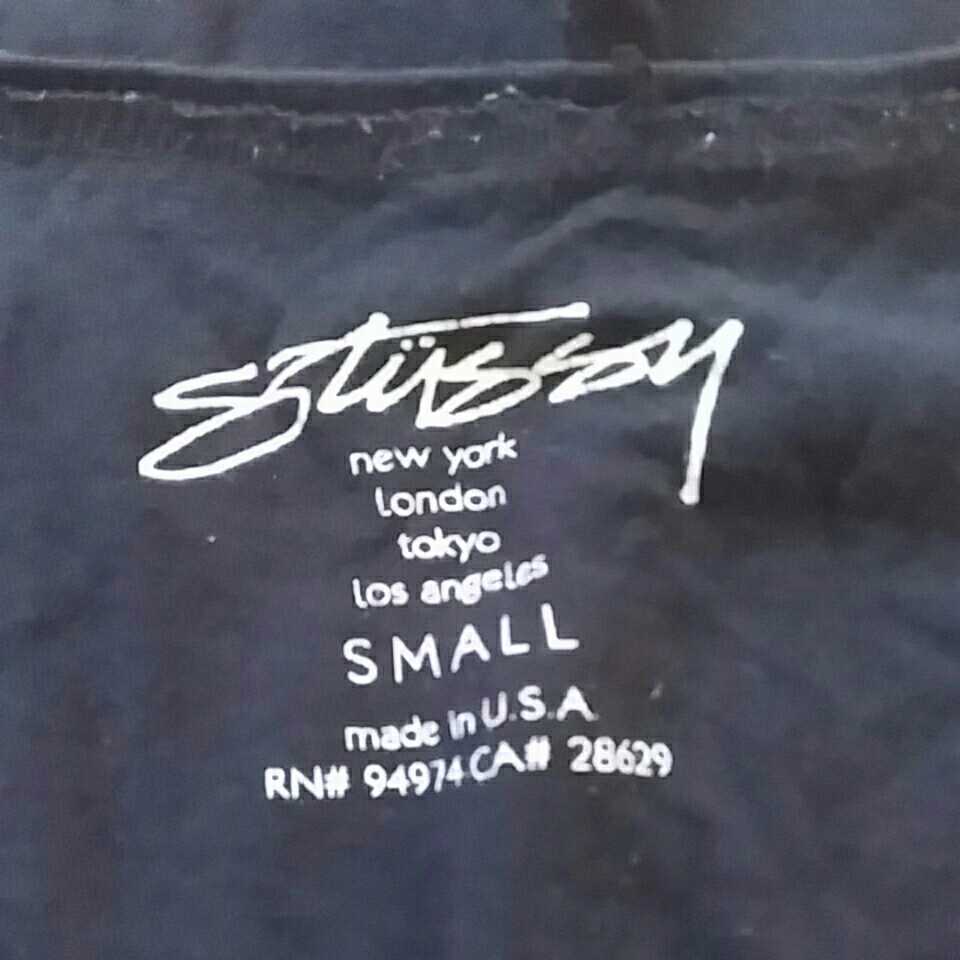 stüssy
new york
london
tokyo
los angeles
SMALL
made in U.S.A.
RN# 94974 CA# 28629